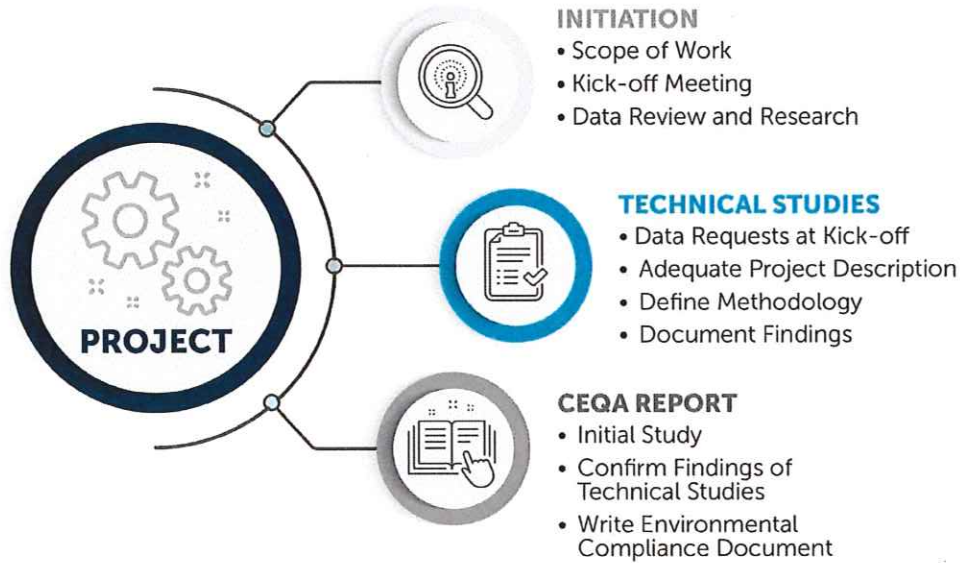 PROJECT
INITIATION
• Scope of Work
• Kick-off Meeting
• Data Review and Research
TECHNICAL STUDIES
• Data Requests at Kick-off
• Adequate Project Description
• Define Methodology
• Document Findings
CEQA REPORT
• Initial Study
• Confirm Findings of
Technical Studies
• Write Environmental
Compliance Document